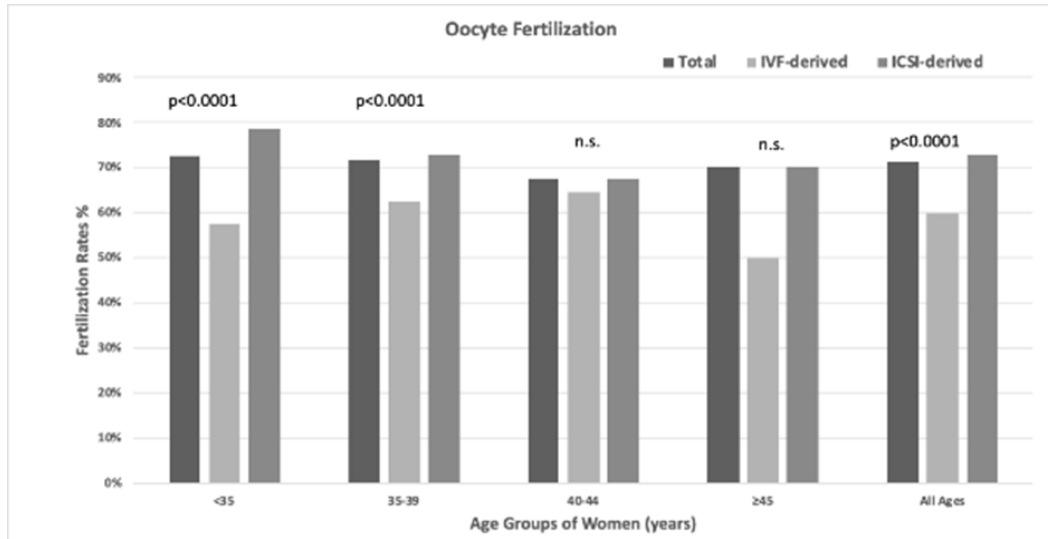 Oocyte Fertilization
Total IVF-derived ICSI-derived
90%
p<0.0001 p<0.0001
80%
n.s. n.s. p<0.0001
70%
60%
50%
40%
30%
20%
10%
0%
Fertilization Rates %
<35 35-39 40-44 ≥45 All Ages
Age Groups of Women (years)